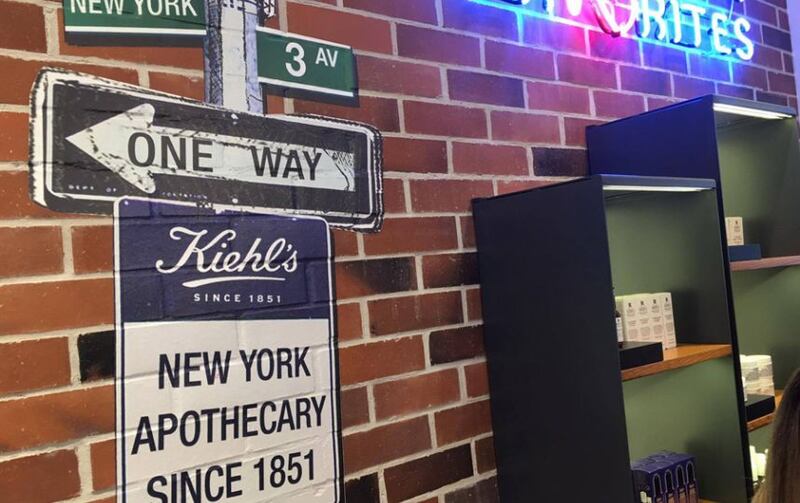 NEW YORK
3 AV
ONE WAY
Kiehl's
SINCE 1851
NEW YORK
APOTHECARY
SINCE 1851